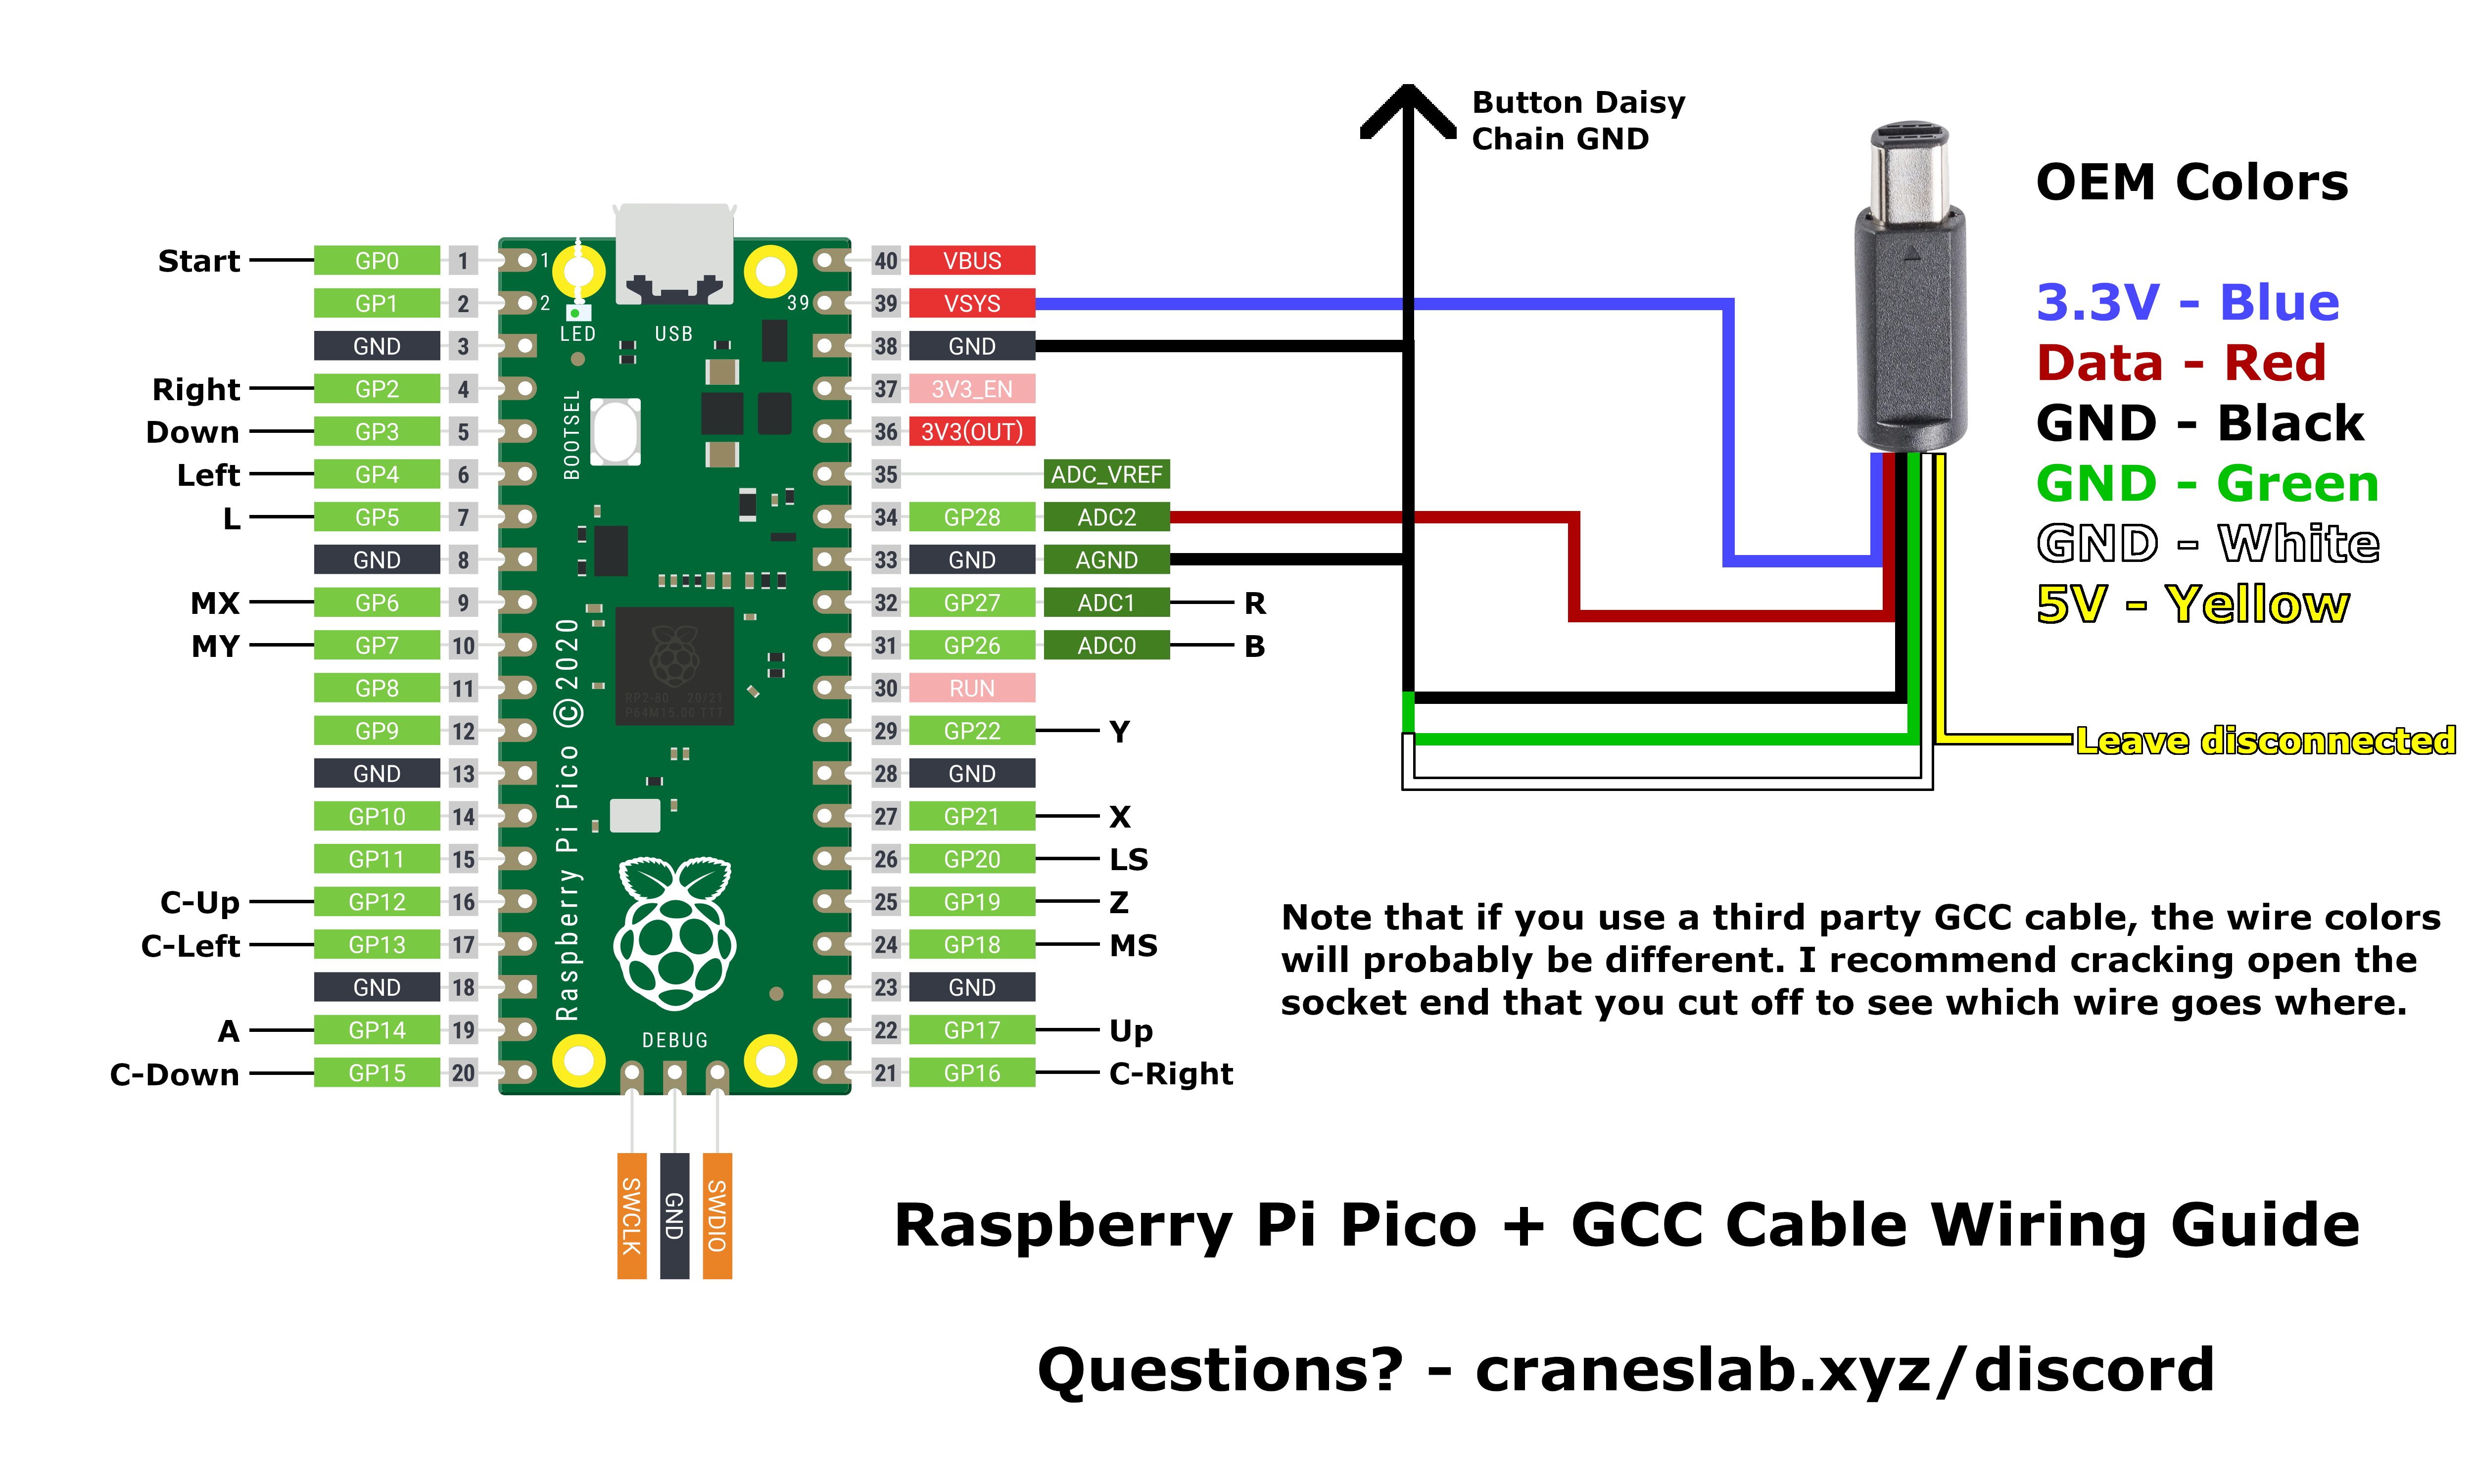 Button Daisy
Chain GND
OEM Colors
3.3V - Blue
Data - Red
GND - Black
GND - Green
GND - White
5V - Yellow
Leave disconnected
Start GP0 1 1 40 VBUS
GP1 2 2 39 39 VSYS
LED USB
GND 3 38 GND
Right GP2 4 37 3V3_EN
Down GP3 5 36 3V3(OUT)
BOOTSEL
Left GP4 6 35 ADC_VREF
L GP5 7 34 GP28 ADC2
GND 8 33 GND AGND
MX GP6 9 32 GP27 ADC1 R
MY GP7 10 31 GP26 ADC0 B
GP8 11 30 RUN
RP2-B0 20/21
P64M15.00 TTT
GP9 12 29 GP22 Y
GND 13 28 GND
GP10 14 27 GP21 X
GP11 15 26 GP20 LS
C-Up GP12 16 25 GP19 Z
C-Left GP13 17 24 GP18 MS
GND 18 23 GND
A GP14 19 22 GP17 Up
C-Down GP15 20 21 GP16 C-Right
Raspberry Pi Pico ©2020
DEBUG
SWCLK
GND
SWDIO
Note that if you use a third party GCC cable, the wire colors
will probably be different. I recommend cracking open the
socket end that you cut off to see which wire goes where.
Raspberry Pi Pico + GCC Cable Wiring Guide
Questions? - craneslab.xyz/discord